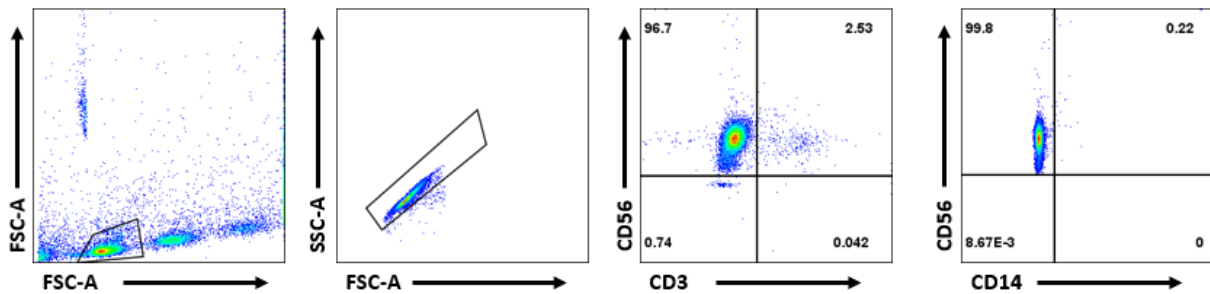 FSC-A
FSC-A
SSC-A
FSC-A
CD56
96.7
2.53
0.74
0.042
CD3
CD56
99.8
0.22
8.67E-3
0
CD14